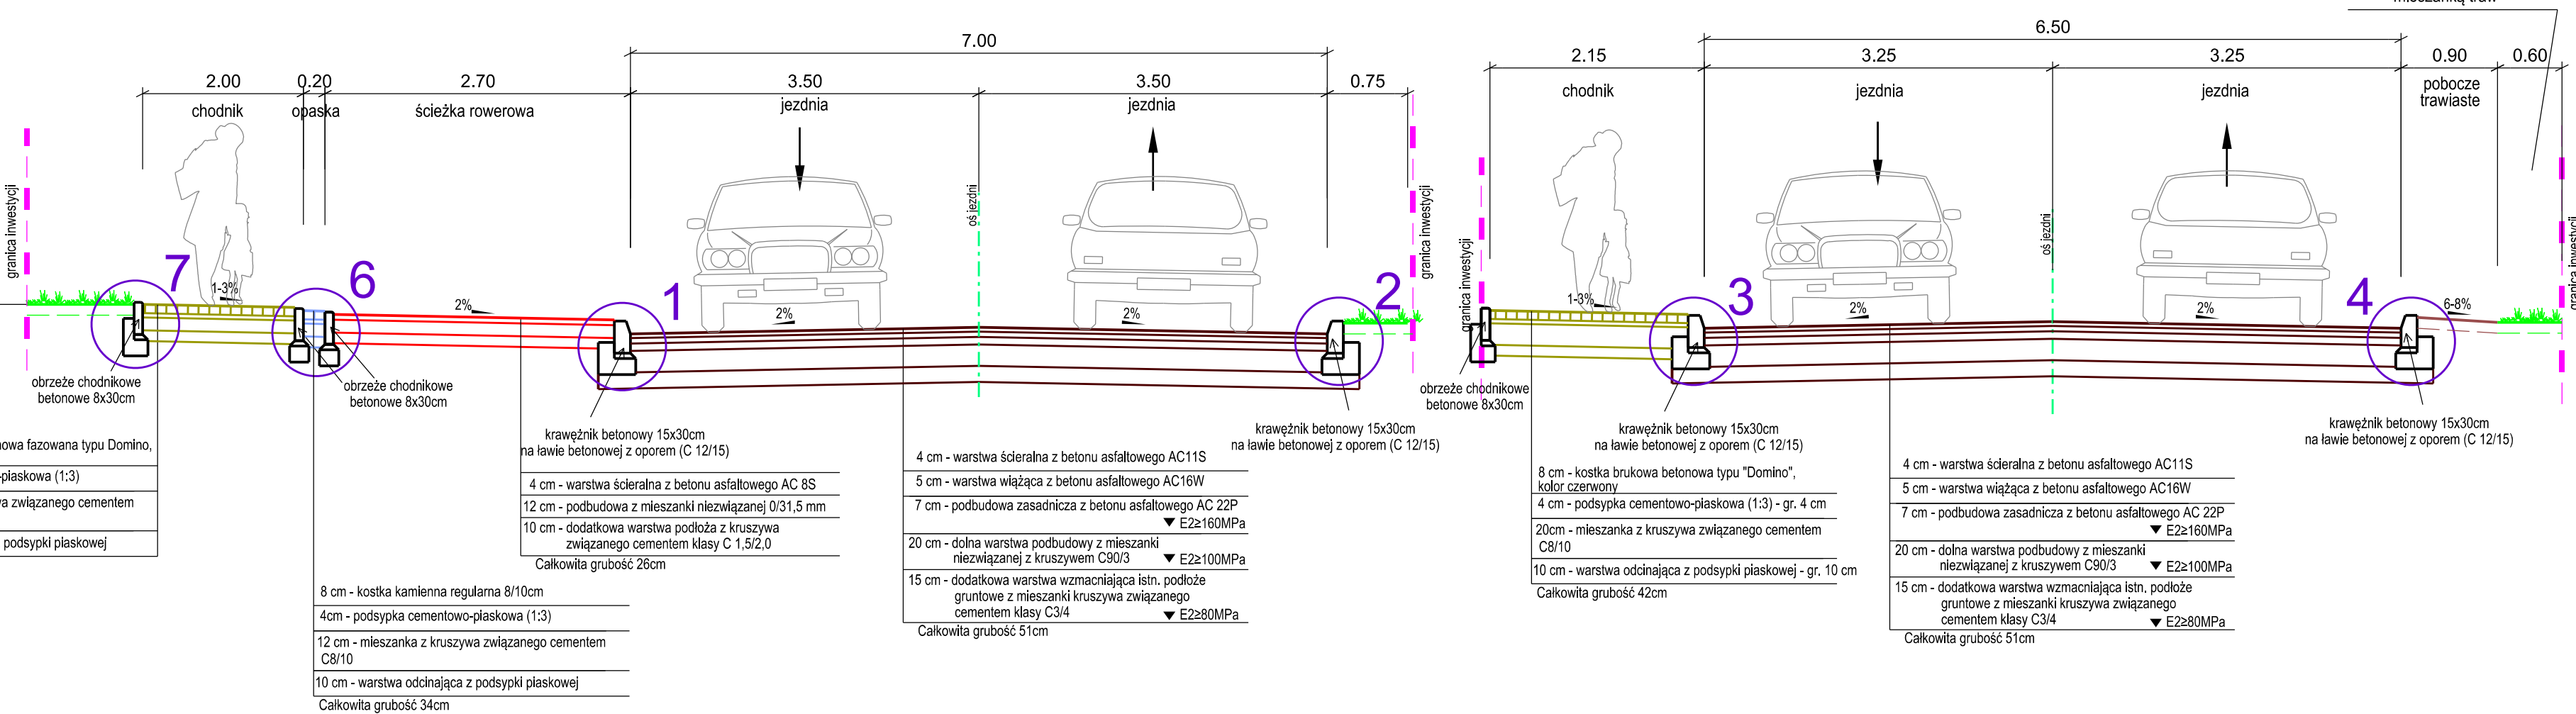 7.00
2.00 0.20 2.70 3.50 3.50 0.75
chodnik opaska ścieżka rowerowa jezdnia jezdnia
granica inwestycji
oś jezdni
granica inwestycji
7 6 1 2
1-3% 2% 2% 2%
obrzeże chodnikowe
betonowe 8x30cm
obrzeże chodnikowe
betonowe 8x30cm
krawężnik betonowy 15x30cm
na ławie betonowej z oporem (C 12/15)
krawężnik betonowy 15x30cm
na ławie betonowej z oporem (C 12/15)
fazowana typu Domino,
-piaskowa (1:3)
związanego cementem
podsypki piaskowej
4 cm - warstwa ścieralna z betonu asfaltowego AC 8S
12 cm - podbudowa z mieszanki niezwiązanej 0/31,5 mm
10 cm - dodatkowa warstwa podłoża z kruszywa
związanego cementem klasy C 1,5/2,0
Całkowita grubość 26cm
8 cm - kostka kamienna regularna 8/10cm
4cm - podsypka cementowo-piaskowa (1:3)
12 cm - mieszanka z kruszywa związanego cementem
C8/10
10 cm - warstwa odcinająca z podsypki piaskowej
Całkowita grubość 34cm
4 cm - warstwa ścieralna z betonu asfaltowego AC11S
5 cm - warstwa wiążąca z betonu asfaltowego AC16W
7 cm - podbudowa zasadnicza z betonu asfaltowego AC 22P
E2≥160MPa
20 cm - dolna warstwa podbudowy z mieszanki
niezwiązanej z kruszywem C90/3 E2≥100MPa
15 cm - dodatkowa warstwa wzmacniająca istn. podłoże
gruntowe z mieszanki kruszywa związanego
cementem klasy C3/4 E2≥80MPa
Całkowita grubość 51cm
6.50
2.15 3.25 3.25 0.90 0.60
chodnik jezdnia jezdnia pobocze
trawiaste
granica inwestycji
oś jezdni
granica inwestycji
3 4
1-3% 2% 2% 6-8%
obrzeże chodnikowe
betonowe 8x30cm
krawężnik betonowy 15x30cm
na ławie betonowej z oporem (C 12/15)
krawężnik betonowy 15x30cm
na ławie betonowej z oporem (C 12/15)
8 cm - kostka brukowa betonowa typu "Domino",
kolor czerwony
4 cm - podsypka cementowo-piaskowa (1:3) - gr. 4 cm
20cm - mieszanka z kruszywa związanego cementem
C8/10
10 cm - warstwa odcinająca z podsypki piaskowej - gr. 10 cm
Całkowita grubość 42cm
4 cm - warstwa ścieralna z betonu asfaltowego AC11S
5 cm - warstwa wiążąca z betonu asfaltowego AC16W
7 cm - podbudowa zasadnicza z betonu asfaltowego AC 22P
E2≥160MPa
20 cm - dolna warstwa podbudowy z mieszanki
niezwiązanej z kruszywem C90/3 E2≥100MPa
15 cm - dodatkowa warstwa wzmacniająca istn. podłoże
gruntowe z mieszanki kruszywa związanego
cementem klasy C3/4 E2≥80MPa
Całkowita grubość 51cm